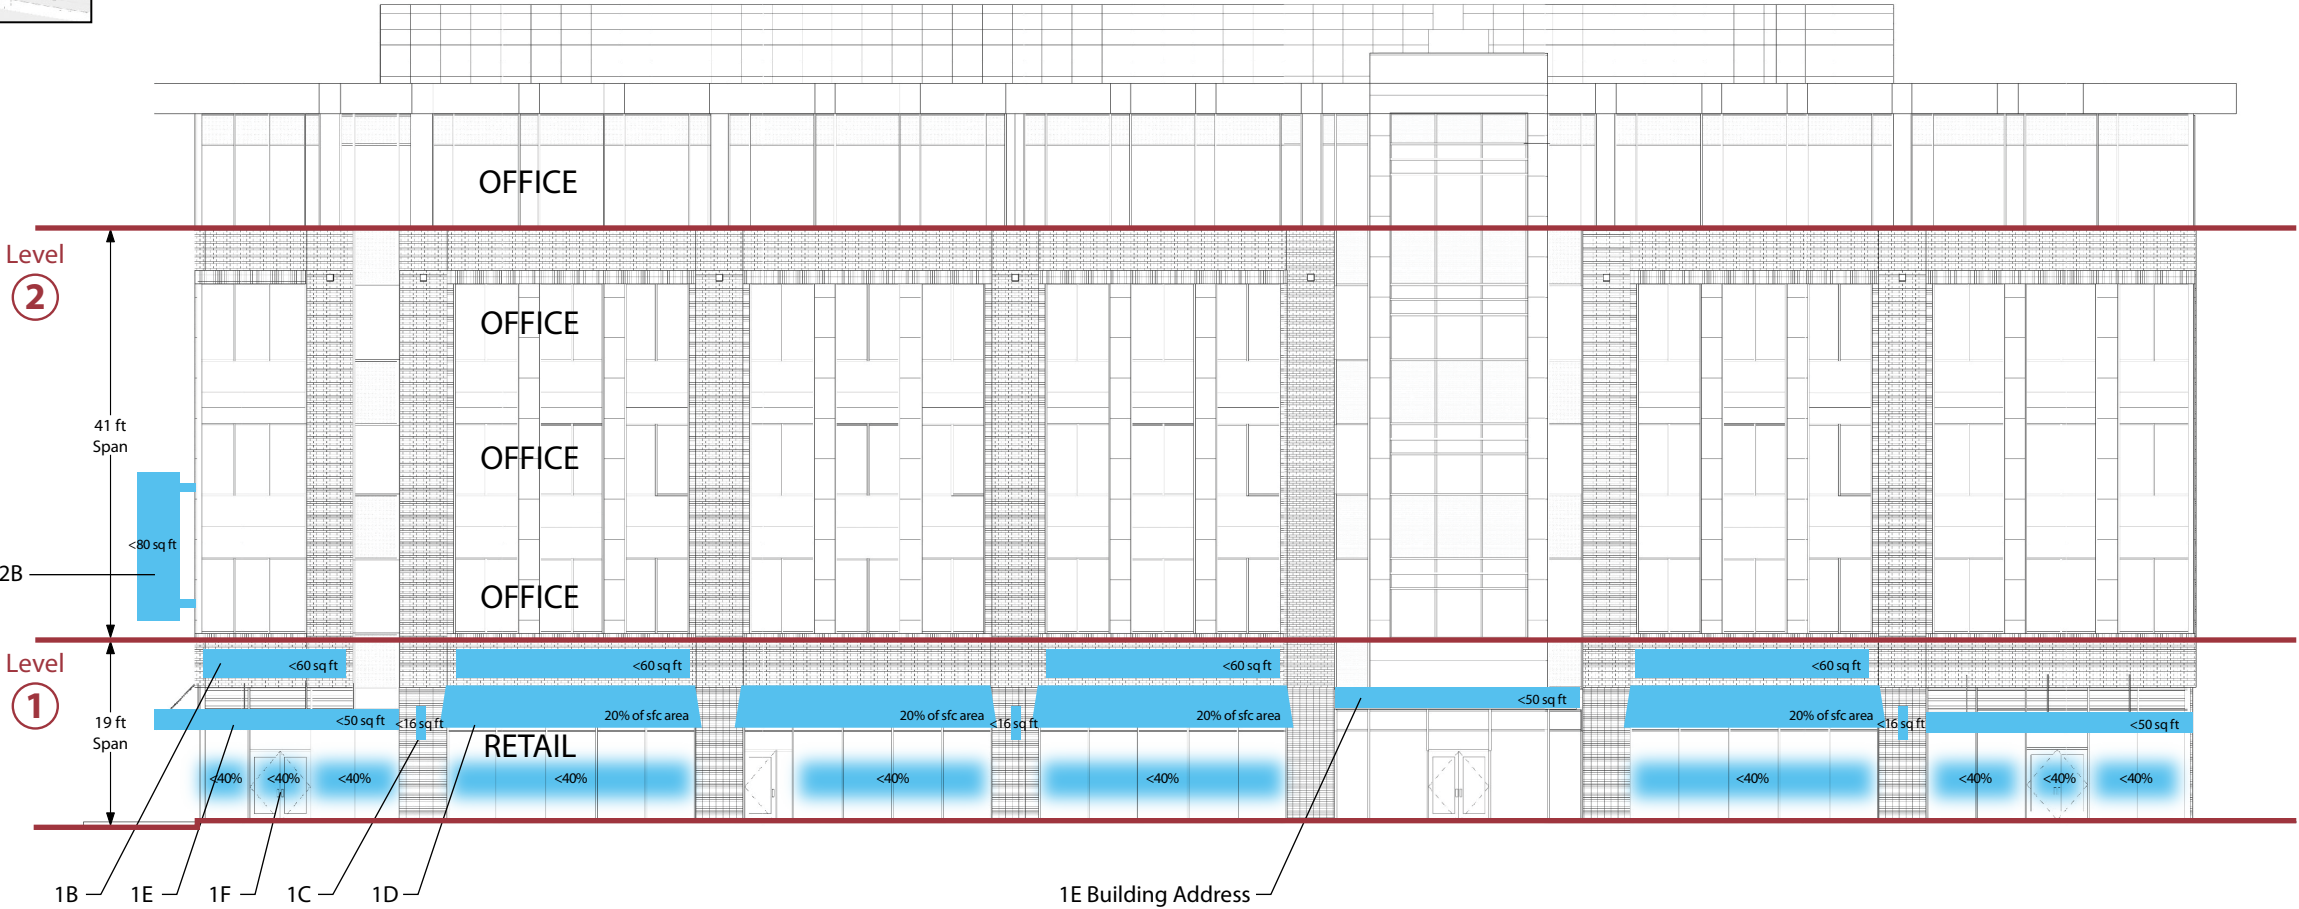 OFFICE
Level
2
OFFICE
41 ft
Span
OFFICE
<80 sq ft
2B
OFFICE
Level
1
<60 sq ft
<60 sq ft
<60 sq ft
<60 sq ft
19 ft
Span
<50 sq ft
<16 sq ft
20% of sfc area
20% of sfc area
<16 sq ft
20% of sfc area
<50 sq ft
20% of sfc area
<16 sq ft
<50 sq ft
RETAIL
<40%
<40%
<40%
<40%
<40%
<40%
<40%
<40%
<40%
<40%
1B
1E
1F
1C
1D
1E Building Address